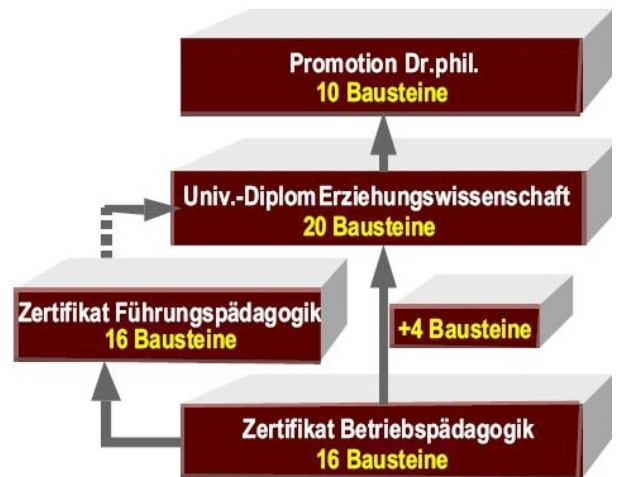 Promotion Dr.phil.
10 Bausteine
Univ.-Diplom Erziehungswissenschaft
20 Bausteine
Zertifikat Führungspädagogik
16 Bausteine
+4 Bausteine
Zertifikat Betriebspädagogik
16 Bausteine